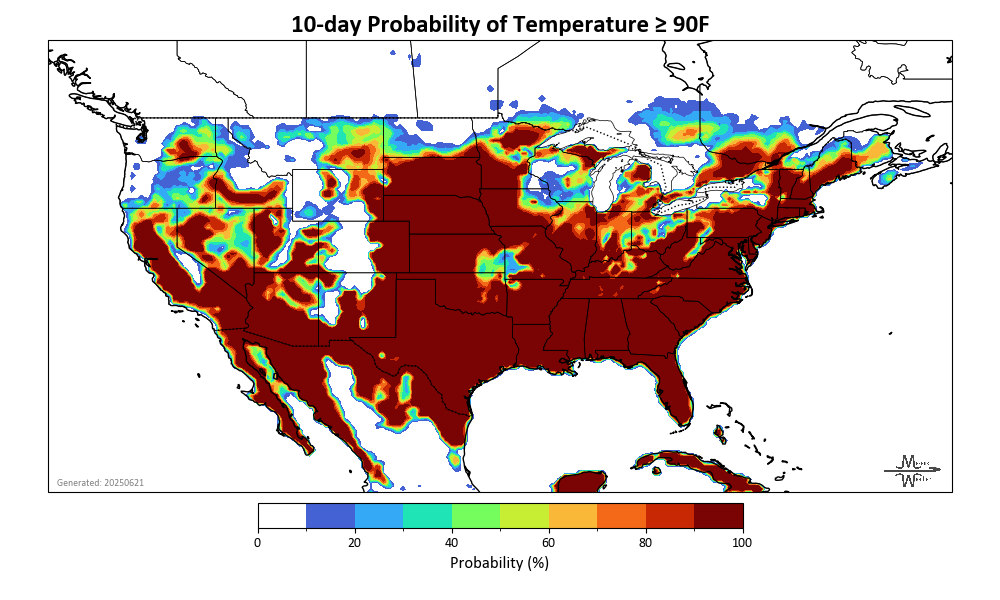 10-day Probability of Temperature ≥ 90F
Generated: 20250621
0 20 40 60 80 100
Probability (%)